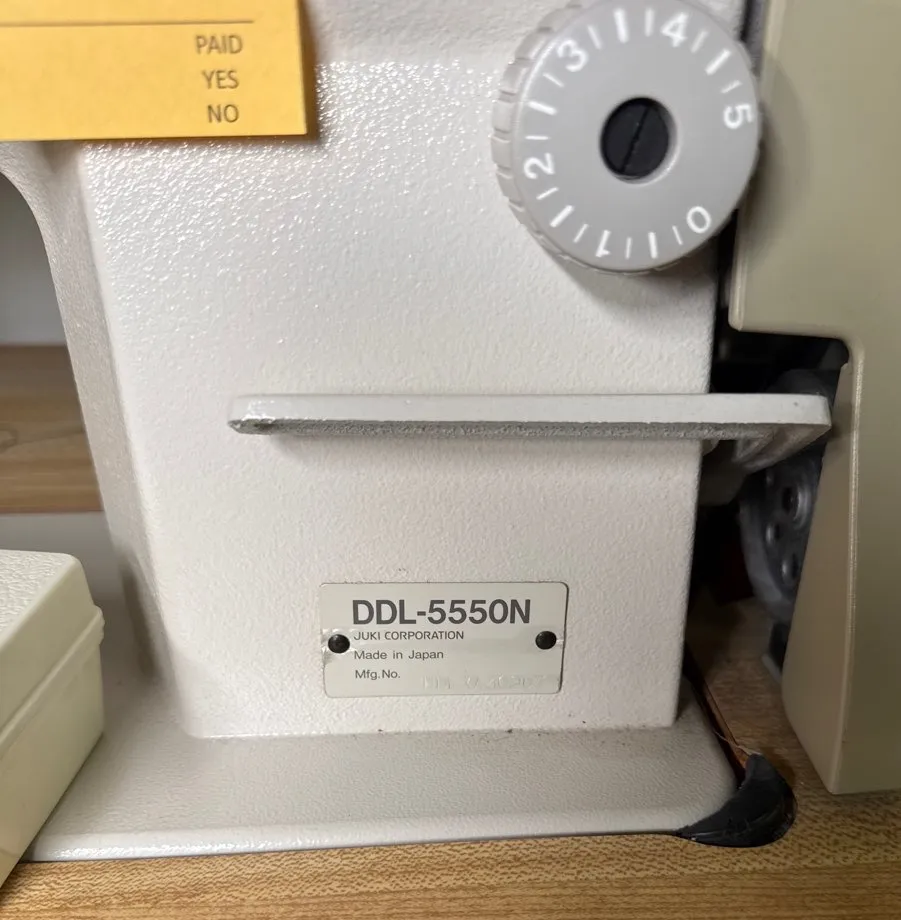 PAID
YES
NO
0 1 2 3 4 5
DDL-5550N
JUKI CORPORATION
Made in Japan
Mfg.No.